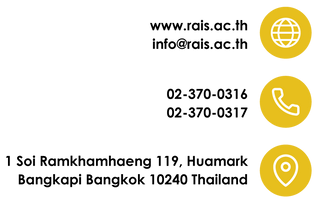 www.rais.ac.th
info@rais.ac.th
02-370-0316
02-370-0317
1 Soi Ramkhamhaeng 119, Huamark
Bangkapi Bangkok 10240 Thailand